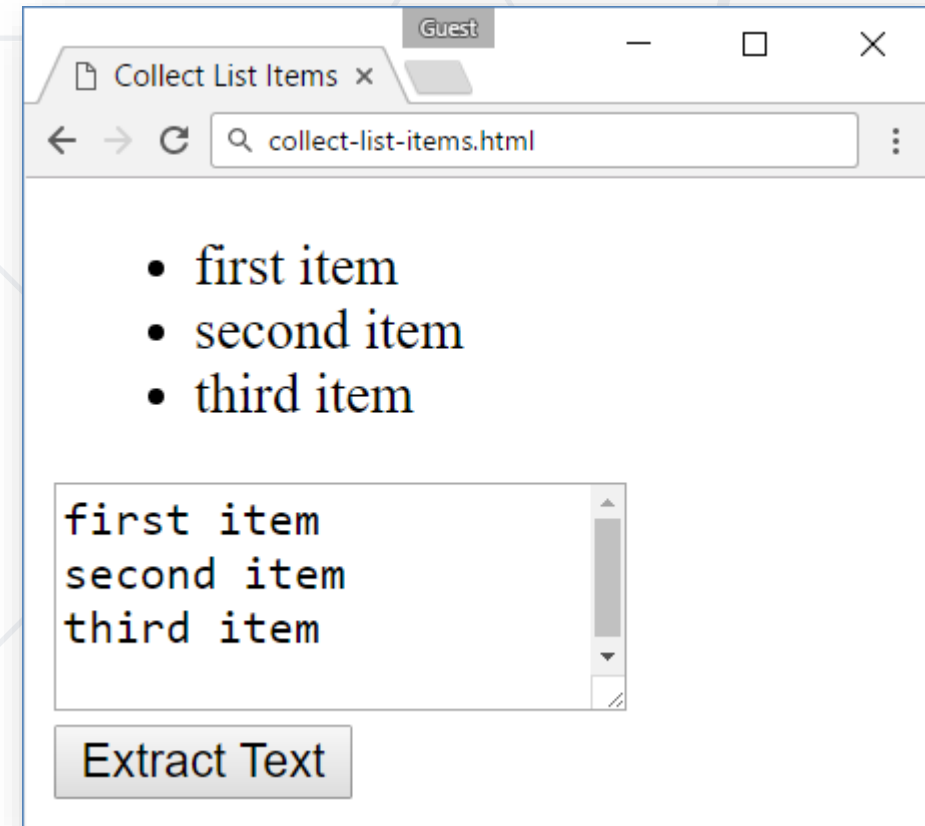 Guest
Collect List Items
collect-list-items.html
first item
second item
third item
first item
second item
third item
Extract Text